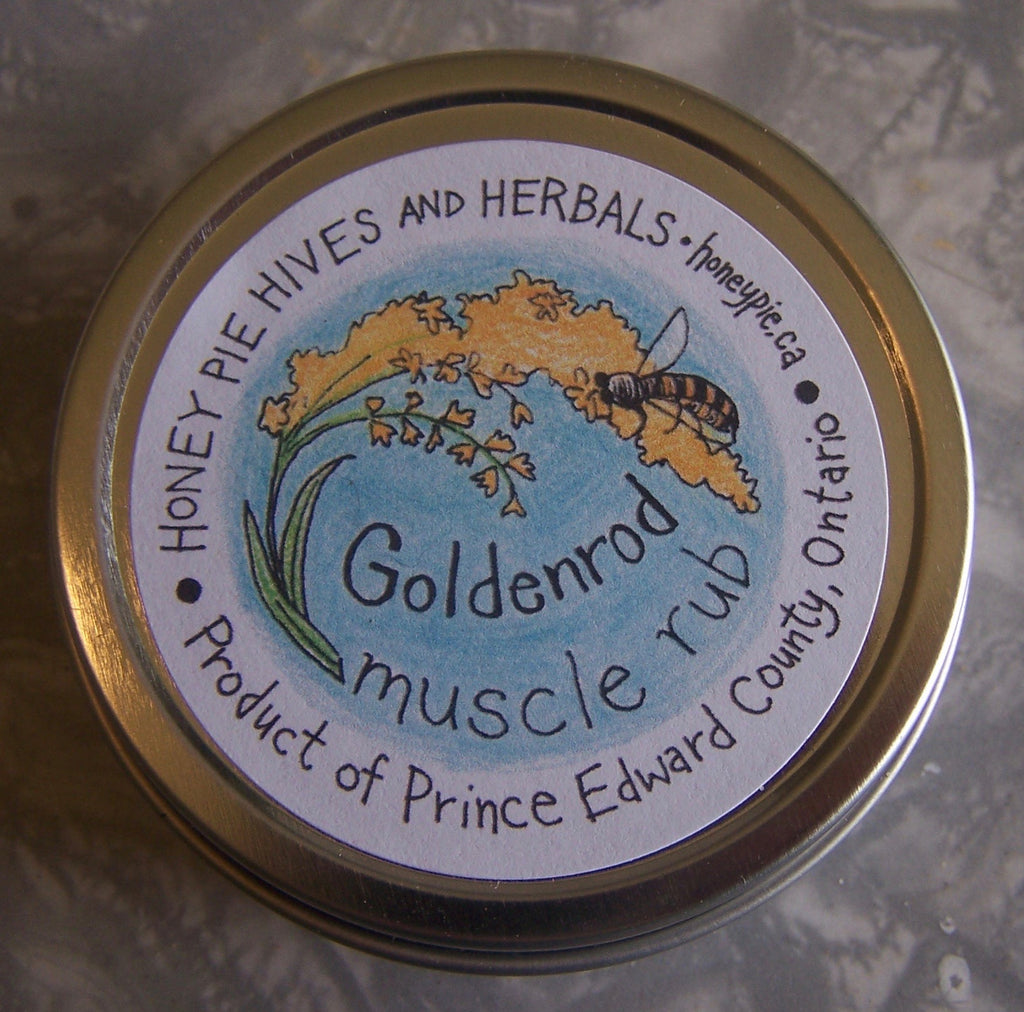 HONEY PIE HIVES AND HERBALS • honeypie.ca
Goldenrod
muscle rub
Product of Prince Edward County, Ontario